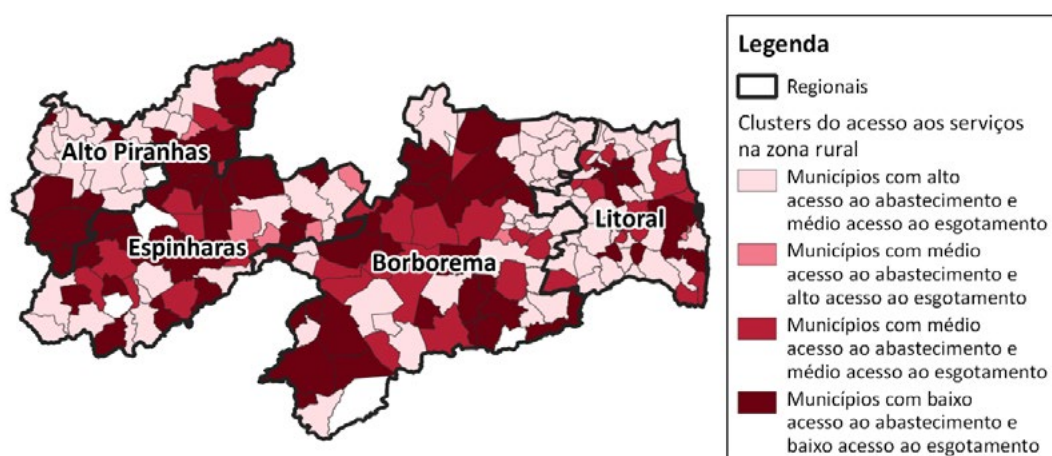 Alto Piranhas
Espinharas
Borborema
Litoral
Legenda
Regionais
Clusters do acesso aos serviços
na zona rural
Municípios com alto
acesso ao abastecimento e
médio acesso ao esgotamento
Municípios com médio
acesso ao abastecimento e
alto acesso ao esgotamento
Municípios com médio
acesso ao abastecimento e
médio acesso ao esgotamento
Municípios com baixo
acesso ao abastecimento e
baixo acesso ao esgotamento